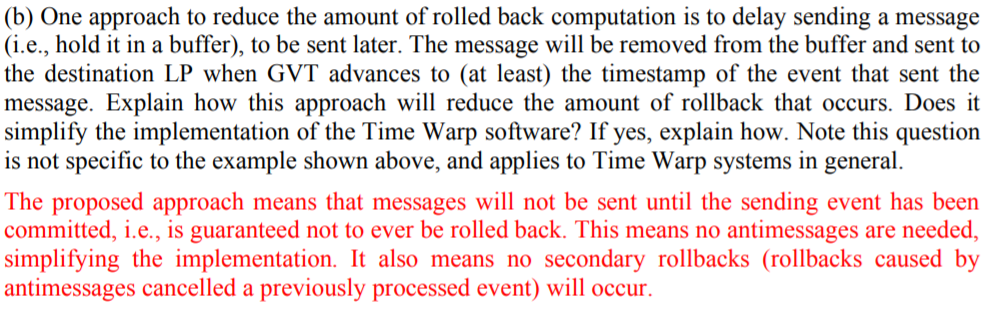 (b) One approach to reduce the amount of rolled back computation is to delay sending a message
(i.e., hold it in a buffer), to be sent later. The message will be removed from the buffer and sent to
the destination LP when GVT advances to (at least) the timestamp of the event that sent the
message. Explain how this approach will reduce the amount of rollback that occurs. Does it
simplify the implementation of the Time Warp software? If yes, explain how. Note this question
is not specific to the example shown above, and applies to Time Warp systems in general.
The proposed approach means that messages will not be sent until the sending event has been
committed, i.e., is guaranteed not to ever be rolled back. This means no antimessages are needed,
simplifying the implementation. It also means no secondary rollbacks (rollbacks caused by
antimessages cancelled a previously processed event) will occur.